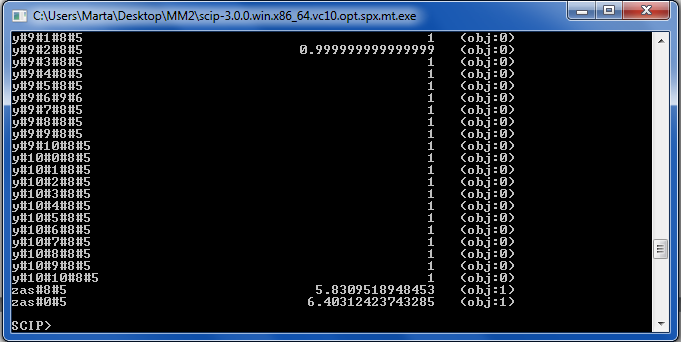 C:\Users\Marta\Desktop\MM2\scip-3.0.0.win.x86_64.vc10.opt.spx.mt.exe
y#9#1#8#5 1 (obj:0)
y#9#2#8#5 0.999999999999999 (obj:0)
y#9#3#8#5 1 (obj:0)
y#9#4#8#5 1 (obj:0)
y#9#5#8#5 1 (obj:0)
y#9#6#9#6 1 (obj:0)
y#9#7#8#5 1 (obj:0)
y#9#8#8#5 1 (obj:0)
y#9#9#8#5 1 (obj:0)
y#9#10#8#5 1 (obj:0)
y#10#0#8#5 1 (obj:0)
y#10#1#8#5 1 (obj:0)
y#10#2#8#5 1 (obj:0)
y#10#3#8#5 1 (obj:0)
y#10#4#8#5 1 (obj:0)
y#10#5#8#5 1 (obj:0)
y#10#6#8#5 1 (obj:0)
y#10#7#8#5 1 (obj:0)
y#10#8#8#5 1 (obj:0)
y#10#9#8#5 1 (obj:0)
y#10#10#8#5 1 (obj:0)
zas#8#5 5.8309518948453 (obj:1)
zas#0#5 6.40312423743285 (obj:1)
SCIP>